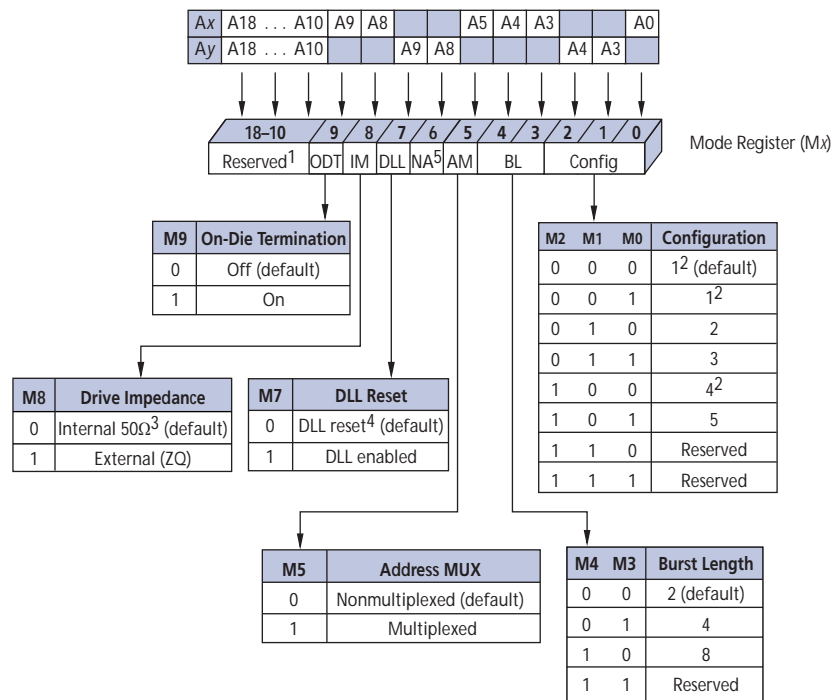 Ax A18 . . . A10 A9 A8 A5 A4 A3 A0
Ay A18 . . . A10 A9 A8 A4 A3
18–10 9 8 7 6 5 4 3 2 1 0
Mode Register (Mx)
Reserved1 ODT IM DLL NA5 AM BL Config
M9 On-Die Termination
0 Off (default)
1 On
M2 M1 M0 Configuration
0 0 0 12 (default)
0 0 1 12
0 1 0 2
0 1 1 3
1 0 0 42
1 0 1 5
1 1 0 Reserved
1 1 1 Reserved
M8 Drive Impedance
0 Internal 50Ω3 (default)
1 External (ZQ)
M7 DLL Reset
0 DLL reset4 (default)
1 DLL enabled
M5 Address MUX
0 Nonmultiplexed (default)
1 Multiplexed
M4 M3 Burst Length
0 0 2 (default)
0 1 4
1 0 8
1 1 Reserved